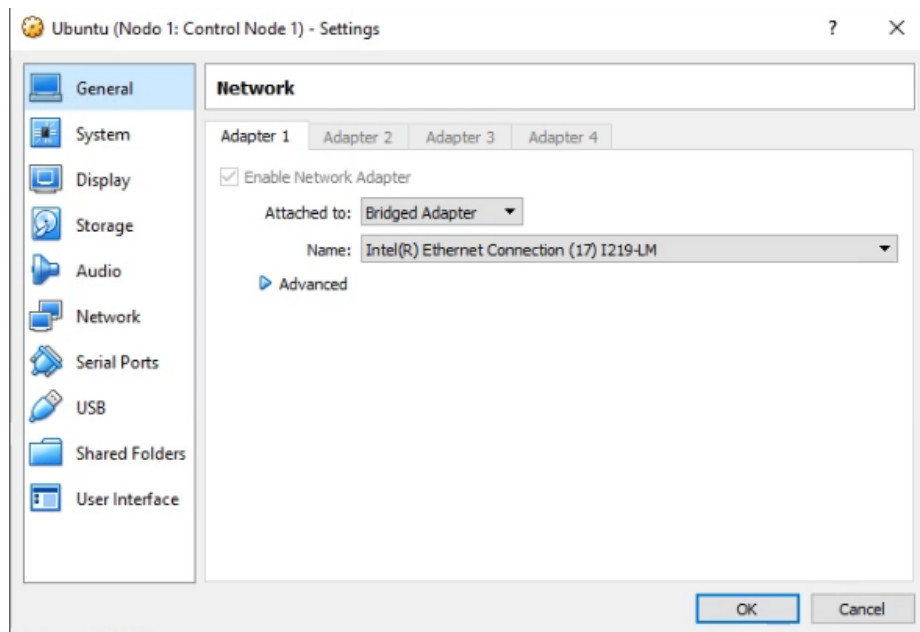 Ubuntu (Nodo 1: Control Node 1) - Settings
?
General
System
Display
Storage
Audio
Network
Serial Ports
USB
Shared Folders
User Interface
Network
Adapter 1 Adapter 2 Adapter 3 Adapter 4
Enable Network Adapter
Attached to: Bridged Adapter
Name: Intel(R) Ethernet Connection (17) I219-LM
Advanced
OK Cancel